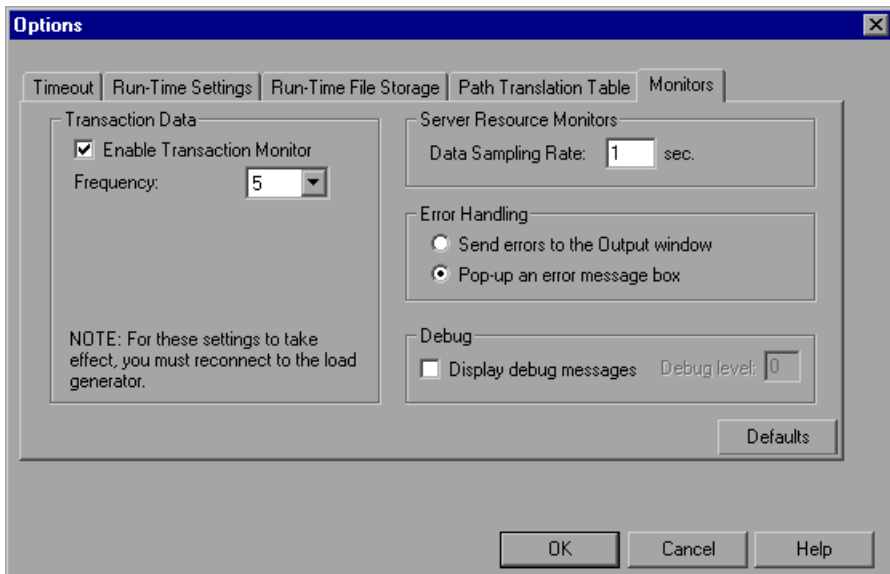 Options
Timeout
Run-Time Settings
Run-Time File Storage
Path Translation Table
Monitors
Transaction Data
Enable Transaction Monitor
Frequency: 5
NOTE: For these settings to take
effect, you must reconnect to the load
generator.
Server Resource Monitors
Data Sampling Rate: 1 sec.
Error Handling
Send errors to the Output window
Pop-up an error message box
Debug
Display debug messages Debug level: 0
Defaults
OK
Cancel
Help